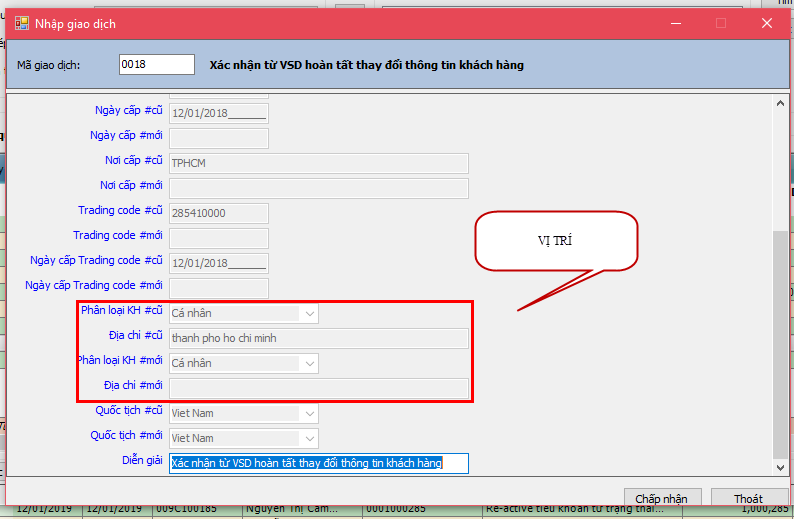 Nhập giao dịch
Mã giao dịch: 0018 Xác nhận từ VSD hoàn tất thay đổi thông tin khách hàng
Ngày cấp #cũ 12/01/2018______
Ngày cấp #mới
Nơi cấp #cũ TPHCM
Nơi cấp #mới
Trading code #cũ 285410000
Trading code #mới
VỊ TRÍ
Ngày cấp Trading code #cũ 12/01/2018______
Ngày cấp Trading code #mới
Phân loại KH #cũ Cá nhân
Địa chỉ #cũ thanh pho ho chi minh
Phân loại KH #mới Cá nhân
Địa chỉ #mới
Quốc tịch #cũ Viet Nam
Quốc tịch #mới Viet Nam
Diễn giải Xác nhận từ VSD hoàn tất thay đổi thông tin khách hàng
Chấp nhận Thoát
12/01/2019 12/01/2019 009C100185 Nguyễn Thị Cam... 0001000285 Re-active tiểu khoản từ trạng thái... 1,000,285